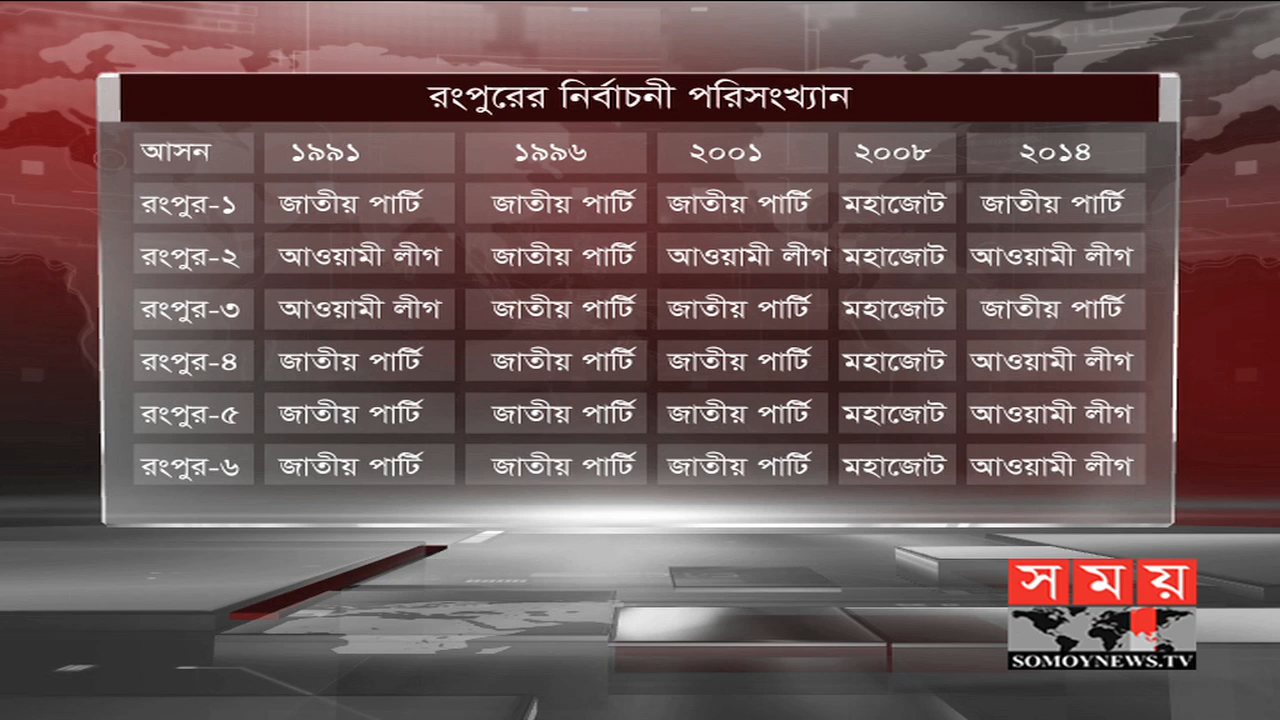 রংপুরের নির্বাচনী পরিসংখ্যান
আসন ১৯৯১ ১৯৯৬ ২০০১ ২০০৮ ২০১৪
রংপুর-১ জাতীয় পার্টি জাতীয় পার্টি জাতীয় পার্টি মহাজোট জাতীয় পার্টি
রংপুর-২ আওয়ামী লীগ জাতীয় পার্টি আওয়ামী লীগ মহাজোট আওয়ামী লীগ
রংপুর-৩ আওয়ামী লীগ জাতীয় পার্টি জাতীয় পার্টি মহাজোট জাতীয় পার্টি
রংপুর-৪ জাতীয় পার্টি জাতীয় পার্টি জাতীয় পার্টি মহাজোট আওয়ামী লীগ
রংপুর-৫ জাতীয় পার্টি জাতীয় পার্টি জাতীয় পার্টি মহাজোট আওয়ামী লীগ
রংপুর-৬ জাতীয় পার্টি জাতীয় পার্টি জাতীয় পার্টি মহাজোট আওয়ামী লীগ
সময়
SOMOYNEWS.TV